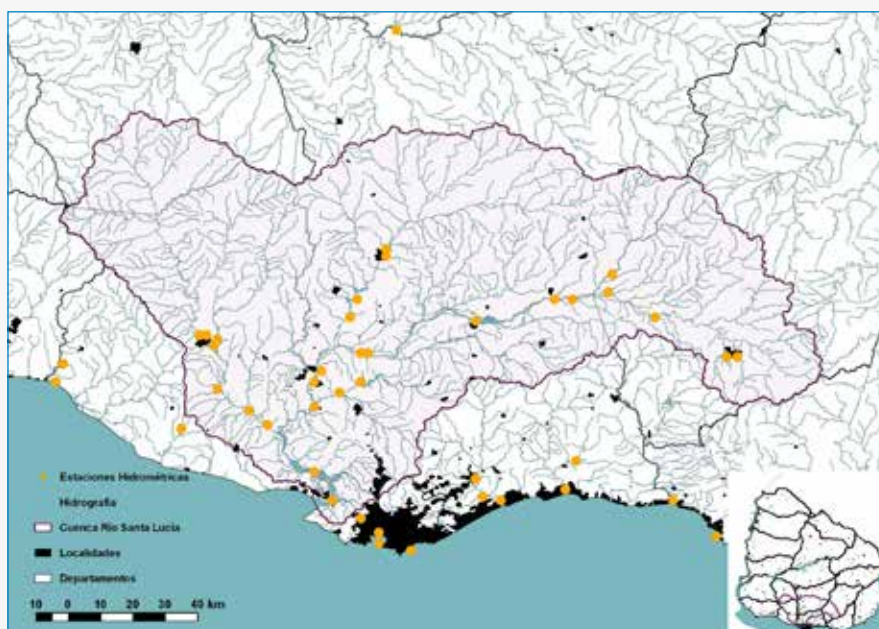 Estaciones Hidrométricas
Hidrografía
Cuenca Río Santa Lucía
Localidades
Departamentos
10 0 10 20 30 40 km